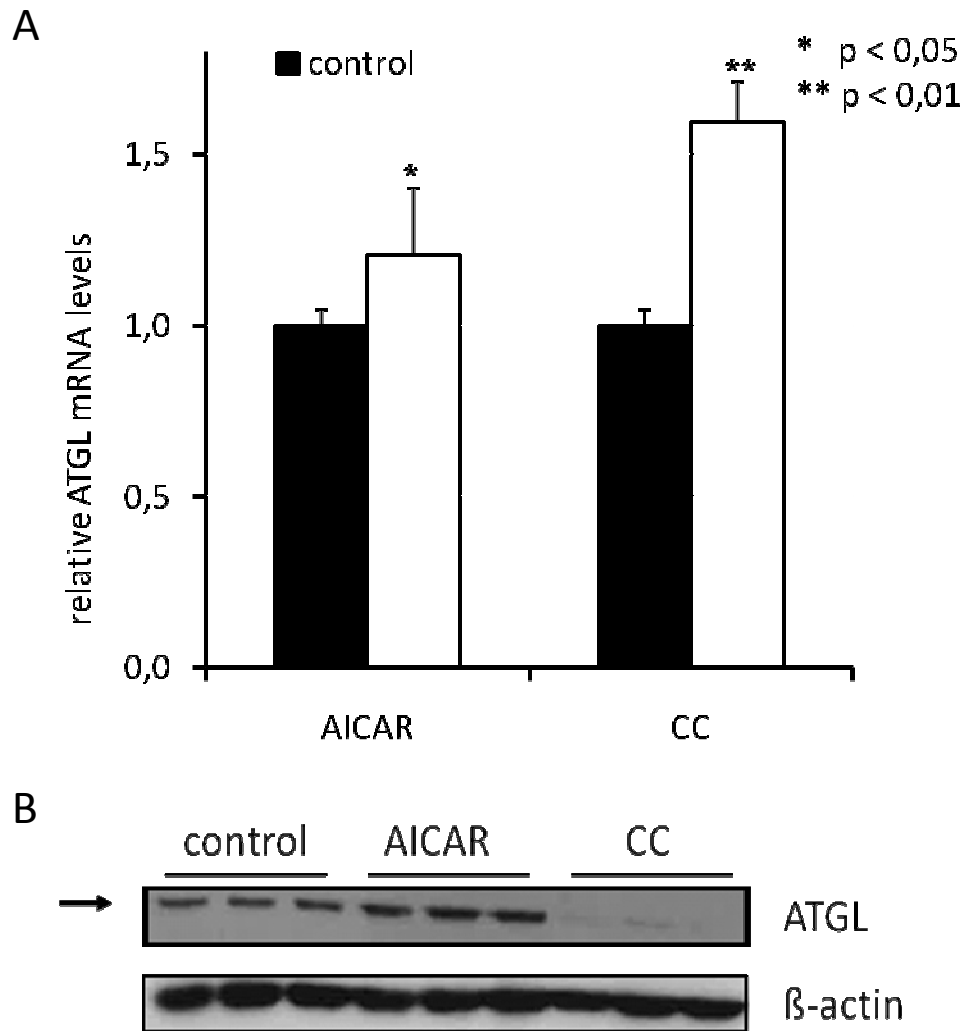 A
■ control
* p < 0,05
** p < 0,01
**
*
1,5
1,0
0,5
0,0
relative ATGL mRNA levels
AICAR CC
B
control AICAR CC
ATGL
ß-actin